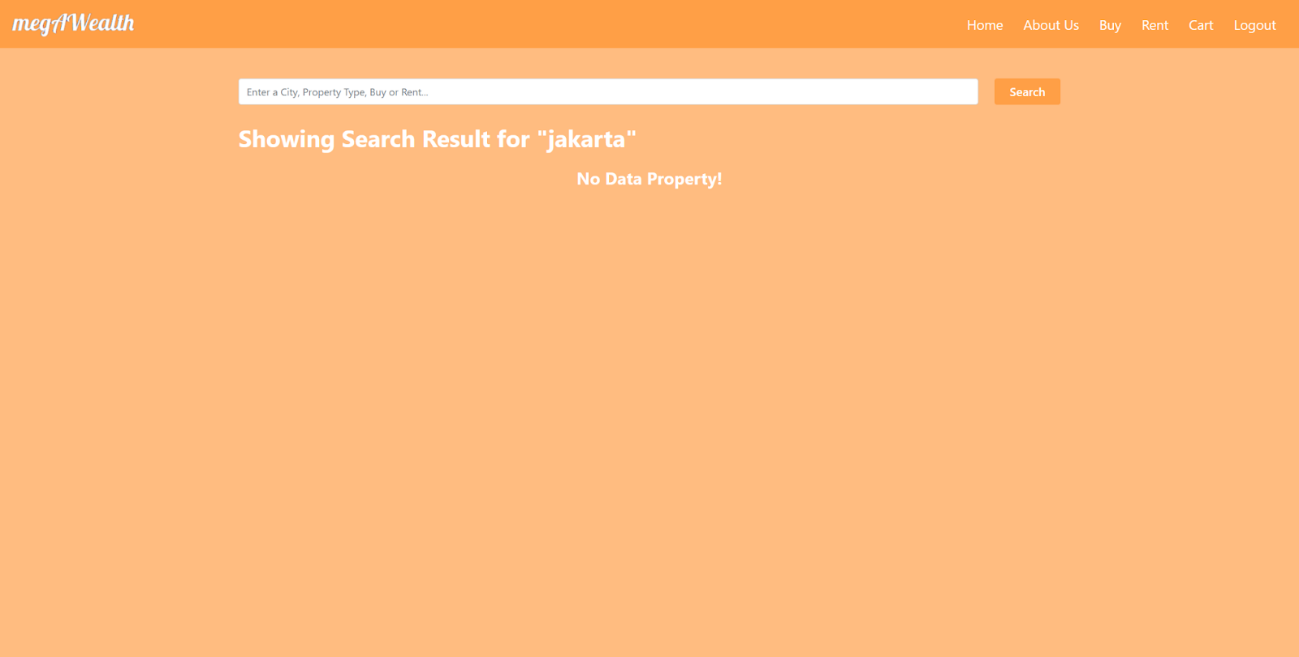 megAWealth
Home About Us Buy Rent Cart Logout
Enter a City, Property Type, Buy or Rent...
Search
Showing Search Result for "jakarta"
No Data Property!